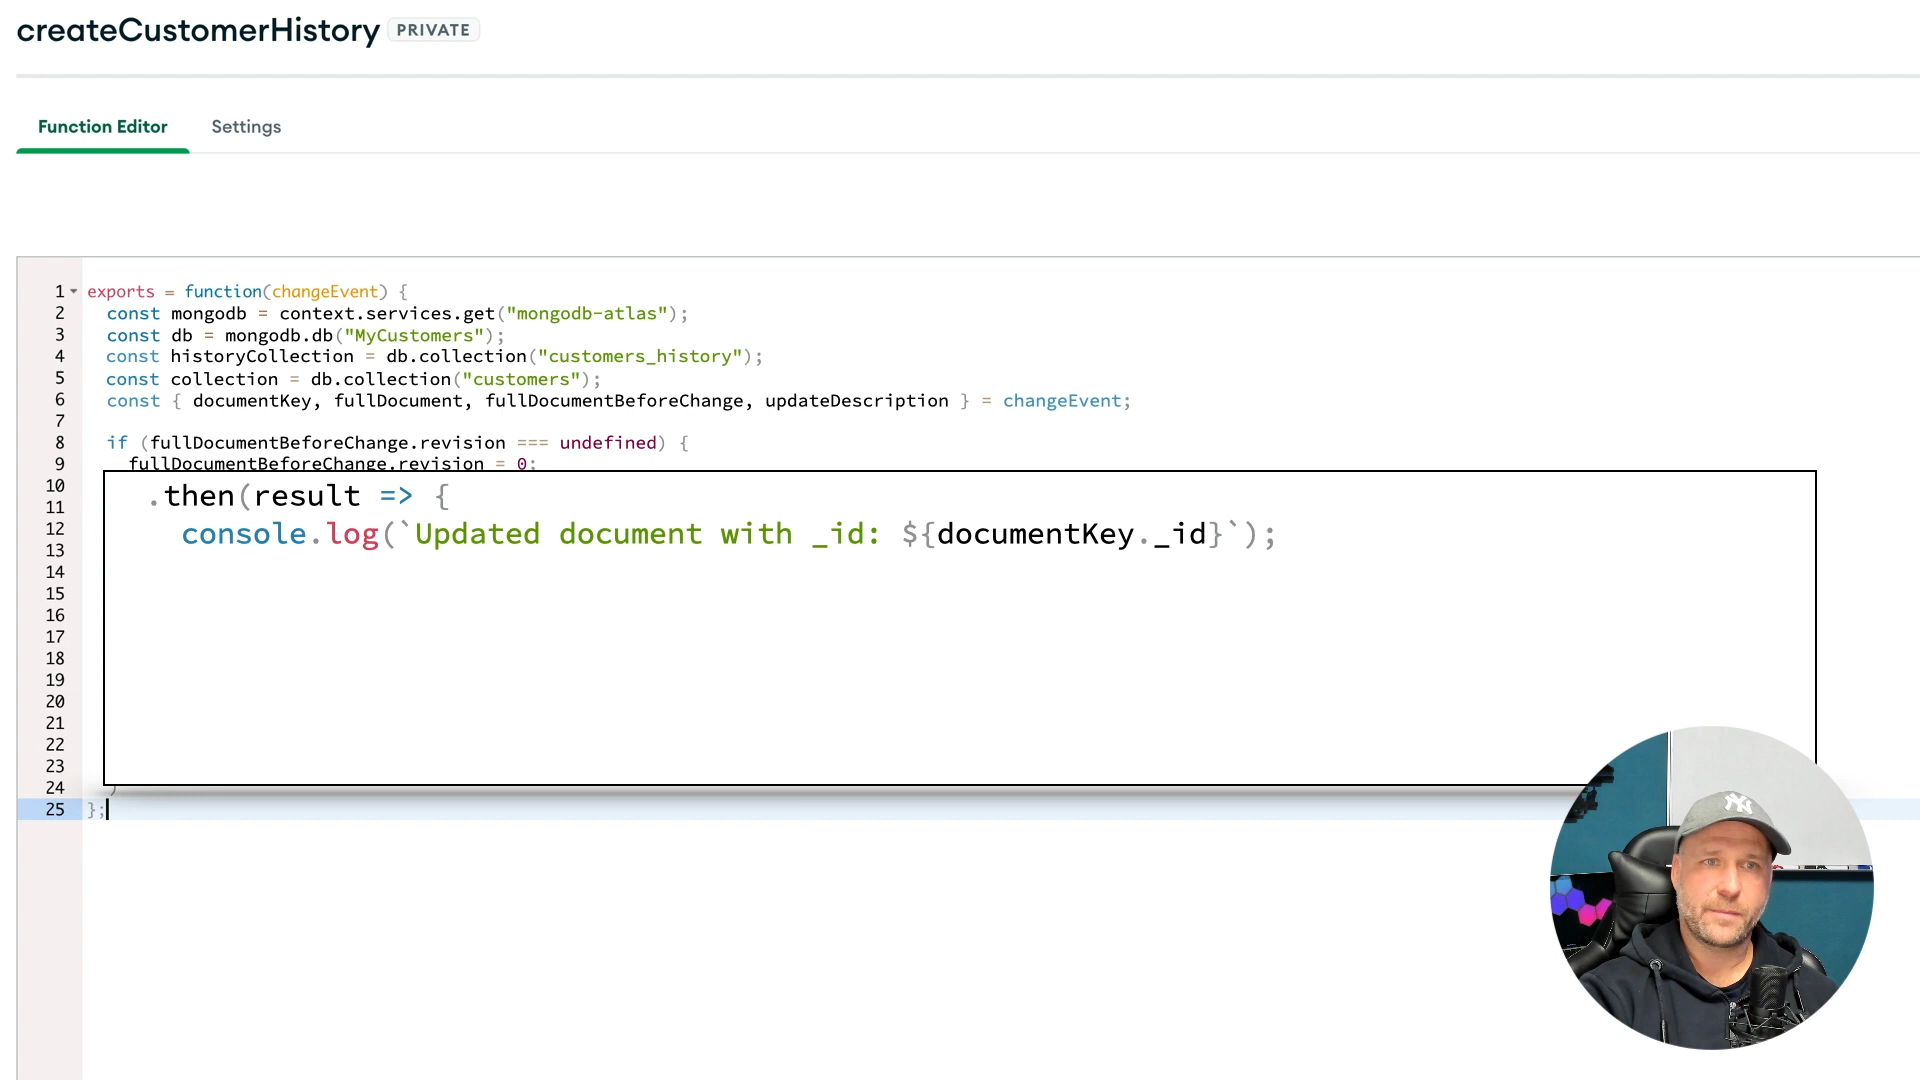 createCustomerHistory PRIVATE
Function Editor Settings
1 exports = function(changeEvent) {
2 const mongodb = context.services.get("mongodb-atlas");
3 const db = mongodb.db("MyCustomers");
4 const historyCollection = db.collection("customers_history");
5 const collection = db.collection("customers");
6 const { documentKey, fullDocument, fullDocumentBeforeChange, updateDescription } = changeEvent;
7
8 if (fullDocumentBeforeChange.revision === undefined) {
9 fullDocumentBeforeChange.revision = 0;
10
.then(result => {
11
12
console.log(`Updated document with _id: ${documentKey._id}`);
13
14
15
16
17
18
19
20
21
22
23
24 )
25 };
NY